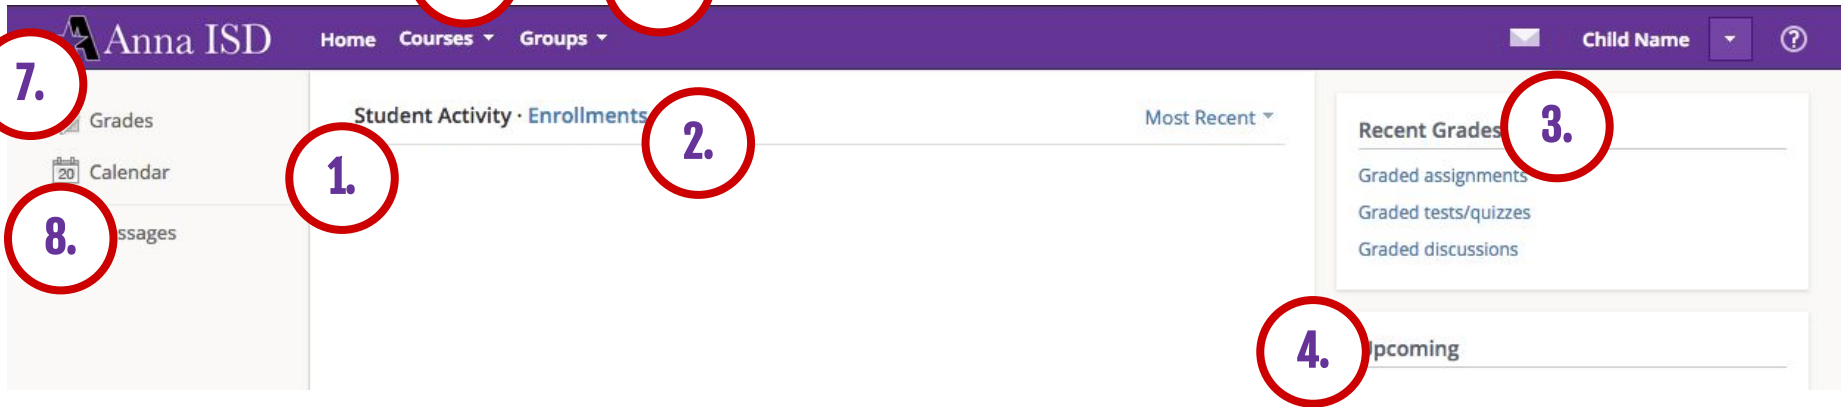 Anna ISD Home Courses Groups Child Name ?
7.
Grades
20 Calendar
8. ssages
Student Activity · Enrollments
Most Recent
1.
2.
Recent Grades 3.
Graded assignments
Graded tests/quizzes
Graded discussions
4. pcoming